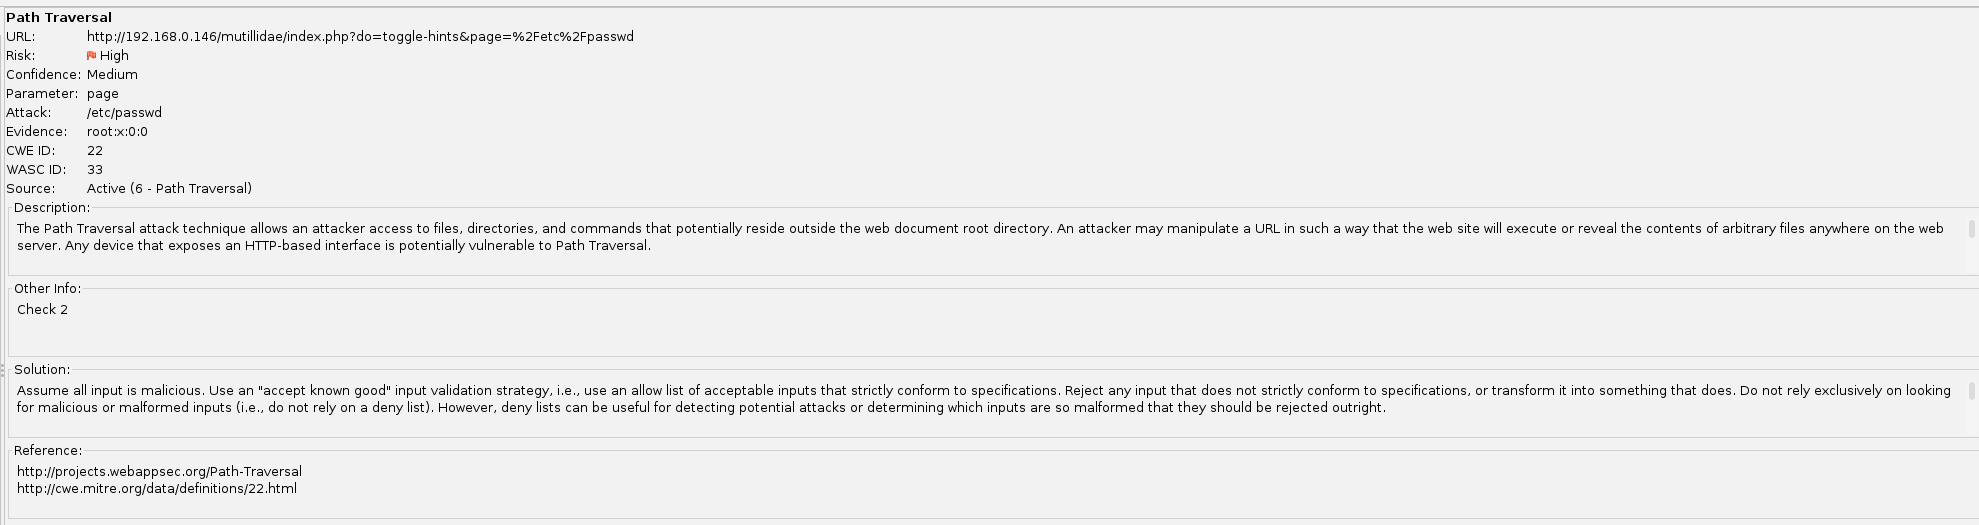 Path Traversal
URL: http://192.168.0.146/mutillidae/index.php?do=toggle-hints&page=%2Fetc%2Fpasswd
Risk: High
Confidence: Medium
Parameter: page
Attack: /etc/passwd
Evidence: root:x:0:0
CWE ID: 22
WASC ID: 33
Source: Active (6 - Path Traversal)
Description:
The Path Traversal attack technique allows an attacker access to files, directories, and commands that potentially reside outside the web document root directory. An attacker may manipulate a URL in such a way that the web site will execute or reveal the contents of arbitrary files anywhere on the web
server. Any device that exposes an HTTP-based interface is potentially vulnerable to Path Traversal.
Other Info:
Check 2
Solution:
Assume all input is malicious. Use an "accept known good" input validation strategy, i.e., use an allow list of acceptable inputs that strictly conform to specifications. Reject any input that does not strictly conform to specifications, or transform it into something that does. Do not rely exclusively on looking
for malicious or malformed inputs (i.e., do not rely on a deny list). However, deny lists can be useful for detecting potential attacks or determining which inputs are so malformed that they should be rejected outright.
Reference:
http://projects.webappsec.org/Path-Traversal
http://cwe.mitre.org/data/definitions/22.html